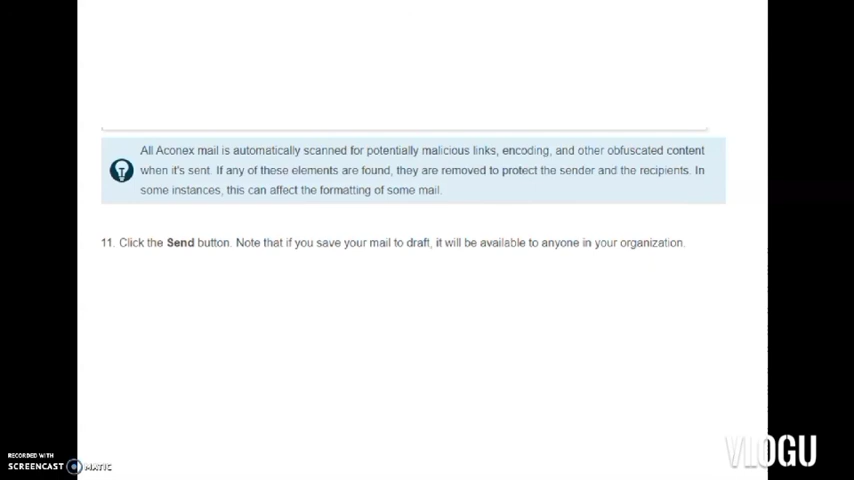 All Aconex mail is automatically scanned for potentially malicious links, encoding, and other obfuscated content
when it's sent. If any of these elements are found, they are removed to protect the sender and the recipients. In
some instances, this can affect the formatting of some mail.
11. Click the Send button. Note that if you save your mail to draft, it will be available to anyone in your organization.
RECORDED WITH
SCREENCAST MATIC
VLOGU